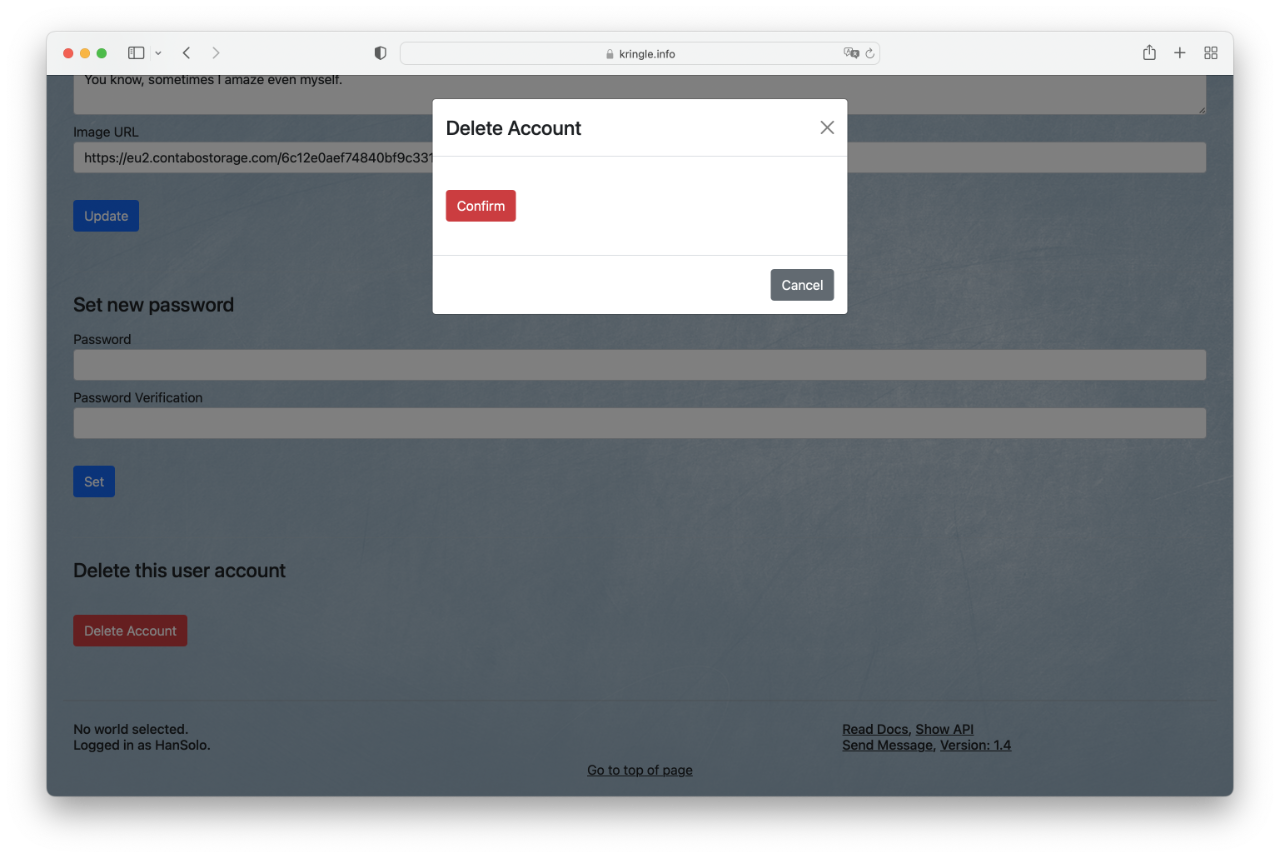 kringle.info
You know, sometimes I amaze even myself.
Image URL
https://eu2.contabostorage.com/6c12e0aef74840bf9c331
Update
Delete Account
Confirm
Cancel
Set new password
Password
Password Verification
Set
Delete this user account
Delete Account
No world selected.
Logged in as HanSolo.
Read Docs, Show API
Send Message, Version: 1.4
Go to top of page